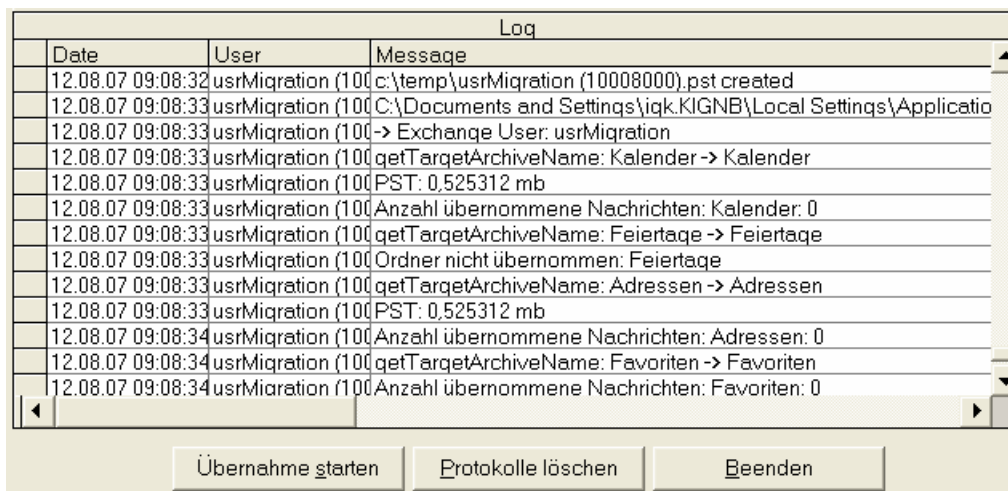 Log
Date User Message
12.08.07 09:08:32 usrMigration (100 c:\temp\usrMigration (10008000).pst created
12.08.07 09:08:33 usrMigration (100 C:\Documents and Settings\iqk.KIGNB\Local Settings\Applicatio
12.08.07 09:08:33 usrMigration (100 -> Exchange User: usrMigration
12.08.07 09:08:33 usrMigration (100 getTargetArchiveName: Kalender -> Kalender
12.08.07 09:08:33 usrMigration (100 PST: 0,525312 mb
12.08.07 09:08:33 usrMigration (100 Anzahl übernommene Nachrichten: Kalender: 0
12.08.07 09:08:33 usrMigration (100 getTargetArchiveName: Feiertage -> Feiertage
12.08.07 09:08:33 usrMigration (100 Ordner nicht übernommen: Feiertage
12.08.07 09:08:33 usrMigration (100 getTargetArchiveName: Adressen -> Adressen
12.08.07 09:08:33 usrMigration (100 PST: 0,525312 mb
12.08.07 09:08:34 usrMigration (100 Anzahl übernommene Nachrichten: Adressen: 0
12.08.07 09:08:34 usrMigration (100 getTargetArchiveName: Favoriten -> Favoriten
12.08.07 09:08:34 usrMigration (100 Anzahl übernommene Nachrichten: Favoriten: 0
Übernahme starten Protokolle löschen Beenden